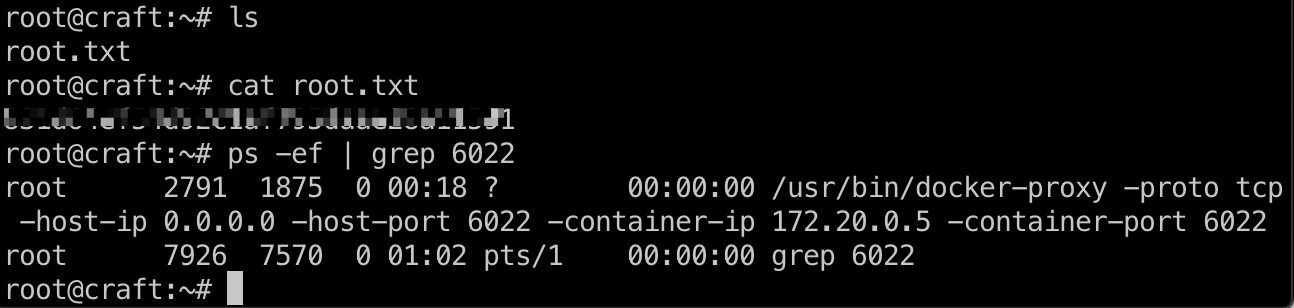 root@craft:~# ls
root.txt
root@craft:~# cat root.txt
root@craft:~# ps -ef | grep 6022
root      2791  1875  0 00:18 ?        00:00:00 /usr/bin/docker-proxy -proto tcp
 -host-ip 0.0.0.0 -host-port 6022 -container-ip 172.20.0.5 -container-port 6022
root      7926  7570  0 01:02 pts/1    00:00:00 grep 6022
root@craft:~#